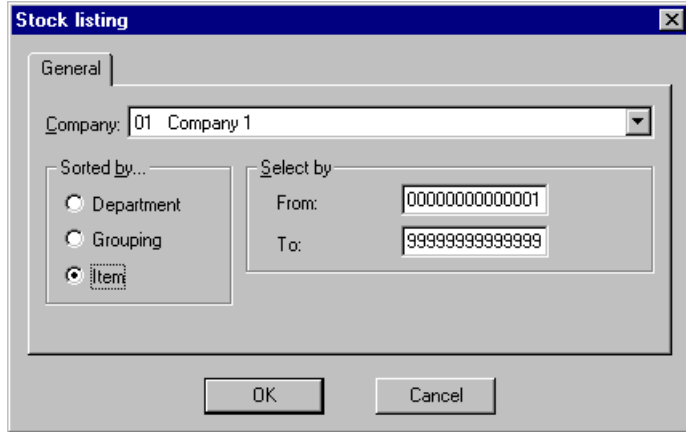 Stock listing
General
Company: 01 Company 1
Sorted by...
Department
Grouping
Item
Select by
From: 00000000000001
To: 99999999999999
OK Cancel